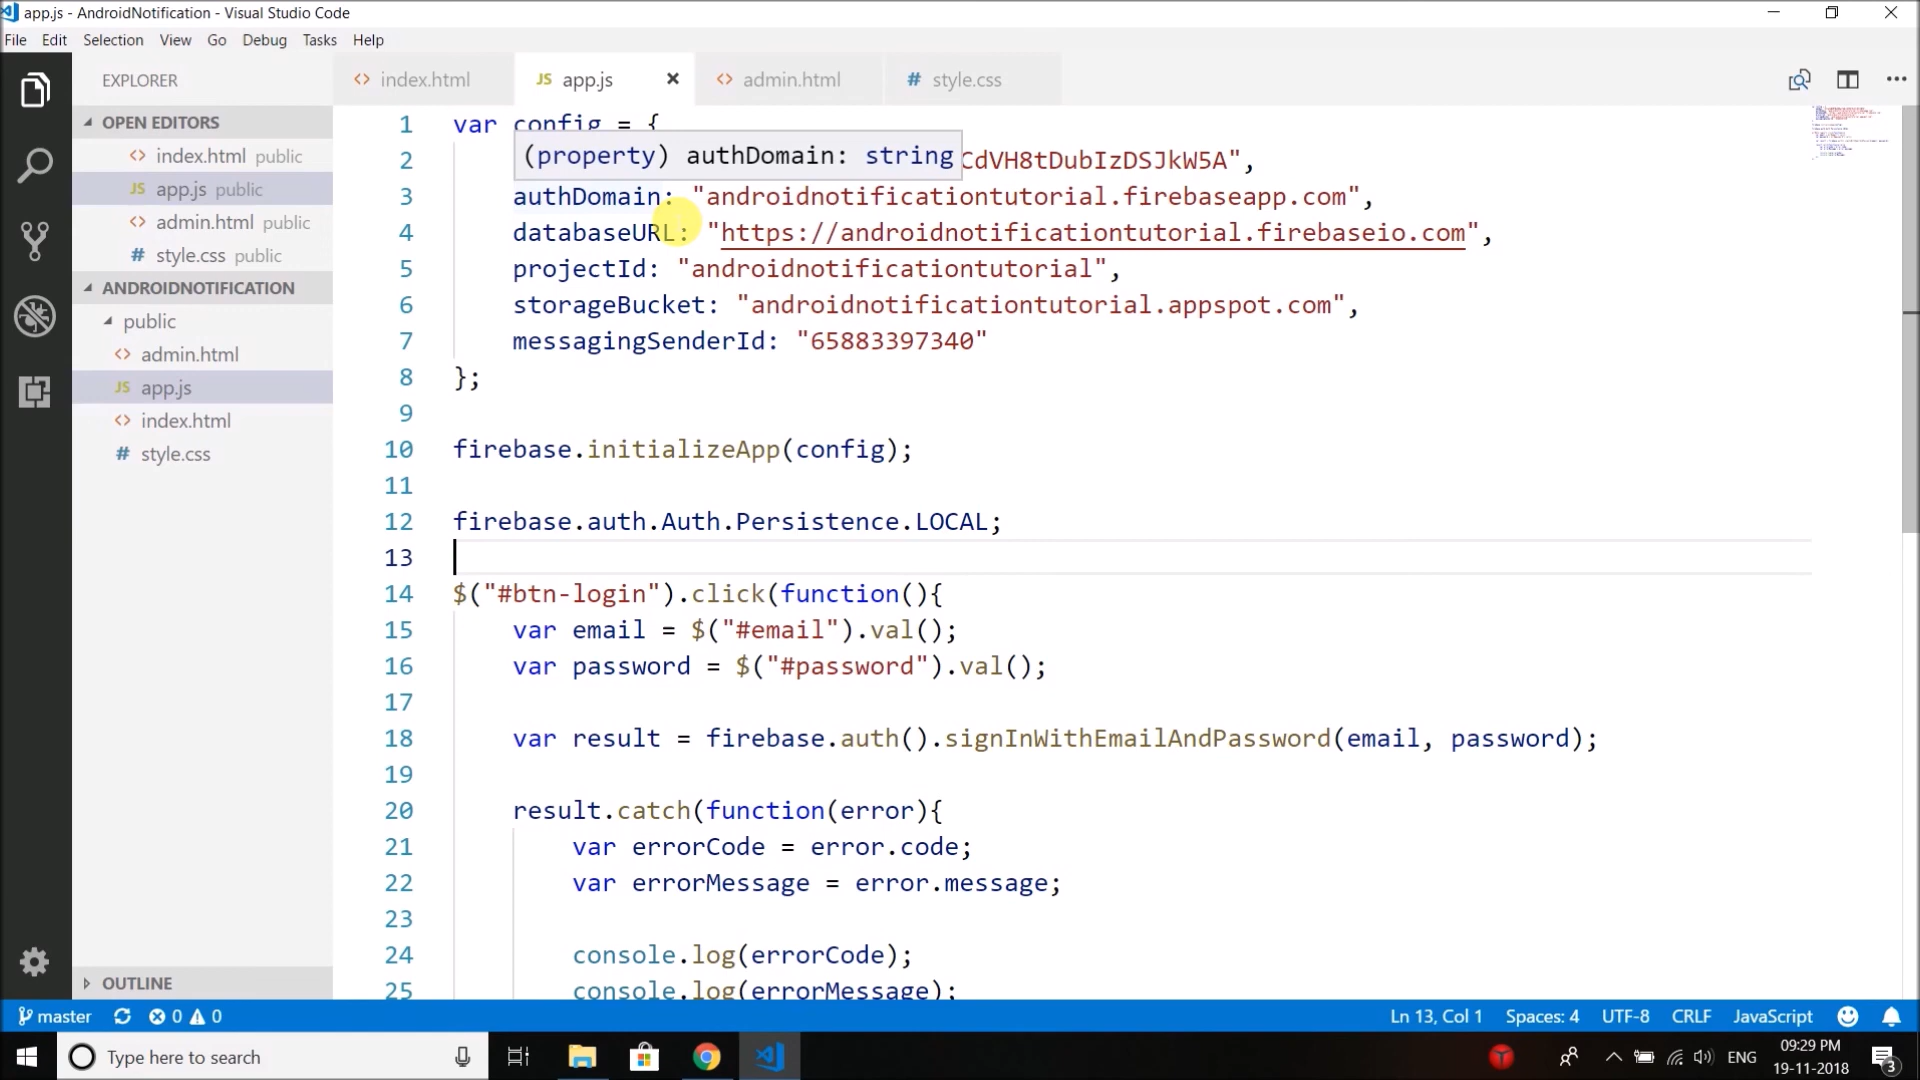 app.js - AndroidNotification - Visual Studio Code
File Edit Selection View Go Debug Tasks Help
EXPLORER
index.html
JS app.js
admin.html
# style.css
OPEN EDITORS
index.html public
JS app.js public
admin.html public
# style.css public
ANDROIDNOTIFICATION
public
admin.html
JS app.js
index.html
# style.css
OUTLINE
1 var config = {
(property) authDomain: string
2 CdVH8tDubIzDSJkW5A",
3 authDomain: "androidnotificationtutorial.firebaseapp.com",
4 databaseURL: "https://androidnotificationtutorial.firebaseio.com",
5 projectId: "androidnotificationtutorial",
6 storageBucket: "androidnotificationtutorial.appspot.com",
7 messagingSenderId: "65883397340"
8 };
9
10 firebase.initializeApp(config);
11
12 firebase.auth.Auth.Persistence.LOCAL;
13
14 $("#btn-login").click(function(){
15 var email = $("#email").val();
16 var password = $("#password").val();
17
18 var result = firebase.auth().signInWithEmailAndPassword(email, password);
19
20 result.catch(function(error){
21 var errorCode = error.code;
22 var errorMessage = error.message;
23
24 console.log(errorCode);
25 console.log(errorMessage);
master 0 0 Ln 13, Col 1 Spaces: 4 UTF-8 CRLF JavaScript
Type here to search
ENG
09:29 PM
19-11-2018
3